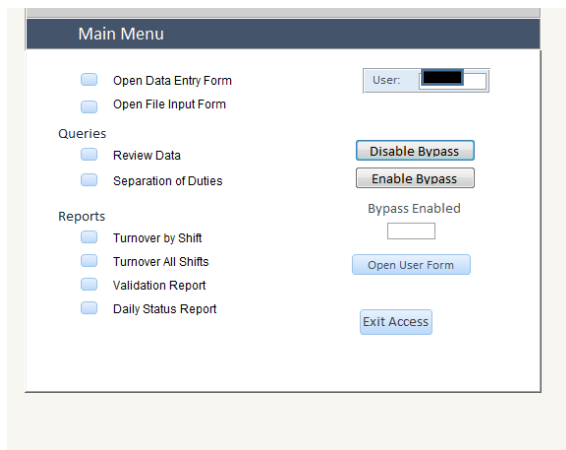 Main Menu
Open Data Entry Form
User:
Open File Input Form
Queries
Review Data
Disable Bypass
Separation of Duties
Enable Bypass
Reports
Bypass Enabled
Turnover by Shift
Turnover All Shifts
Open User Form
Validation Report
Daily Status Report
Exit Access